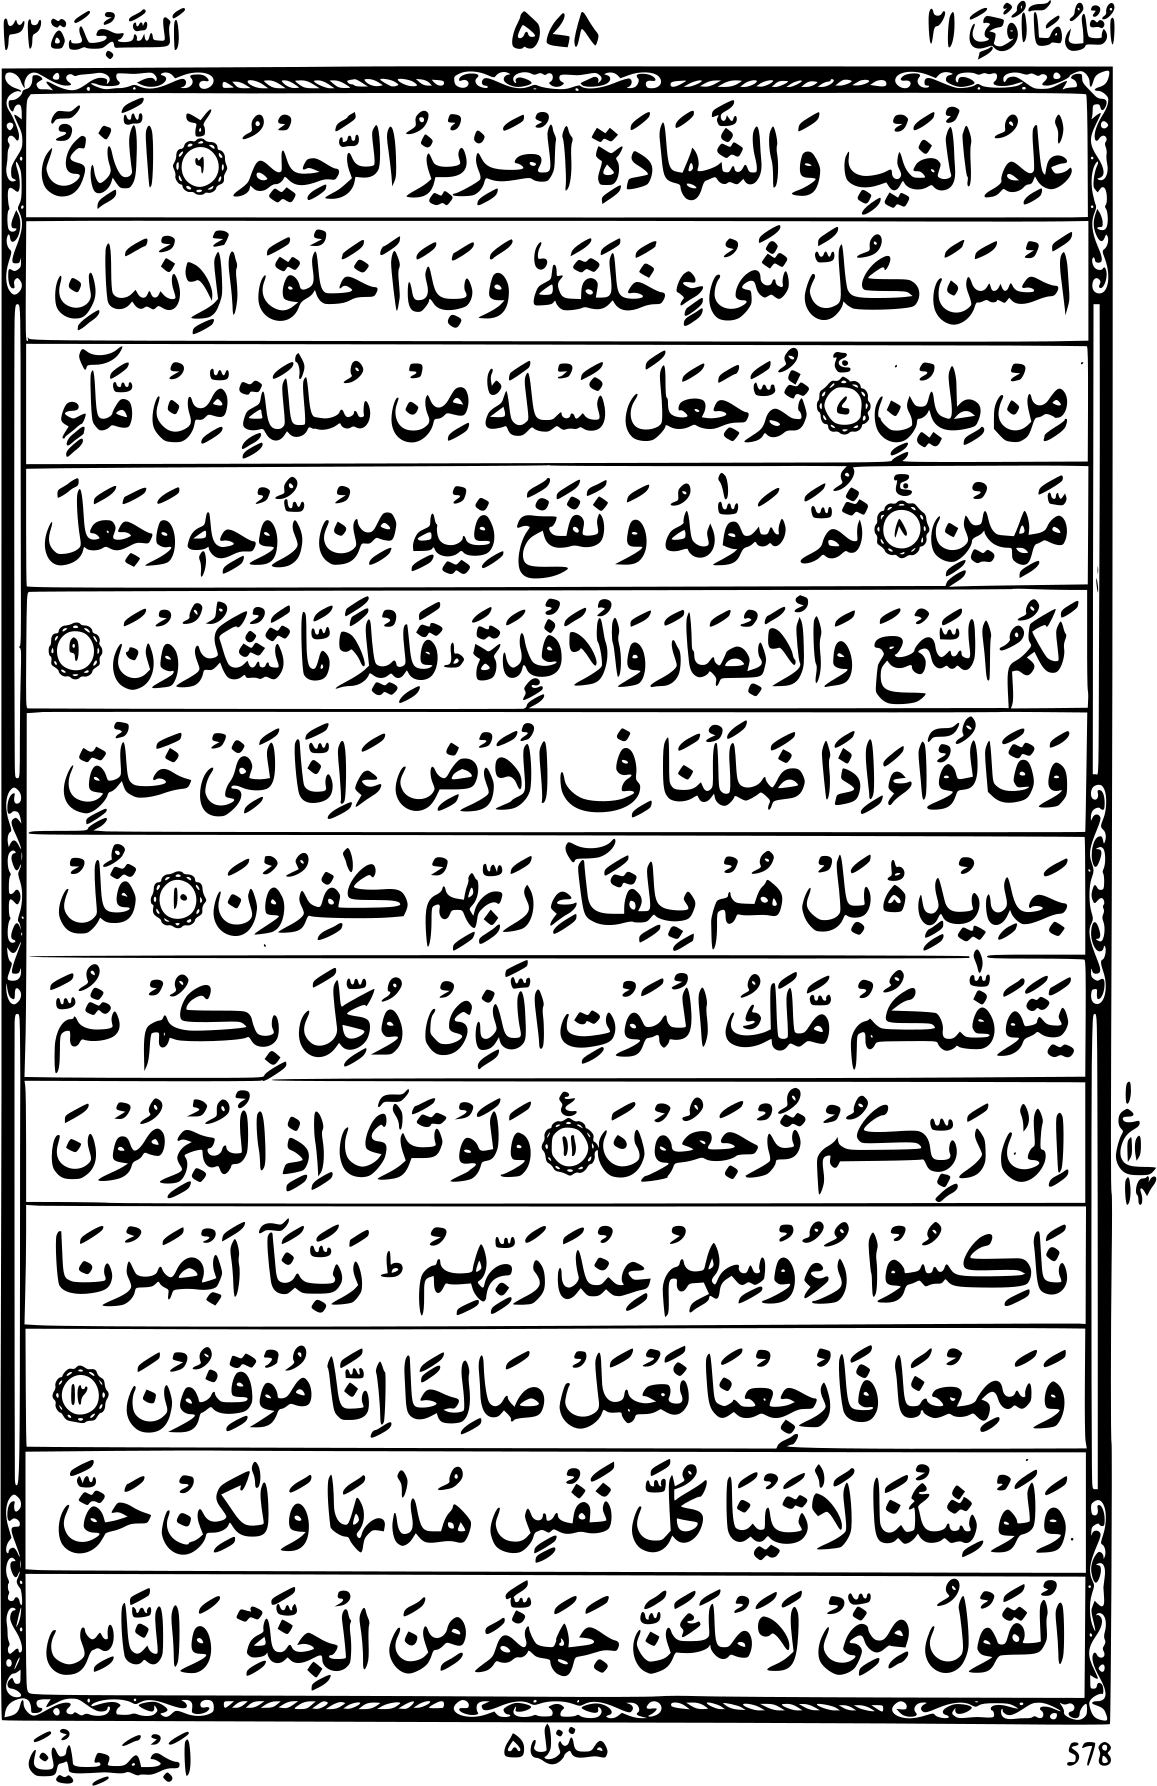 اُتْلُ مَاۤ اُوْحِیَ ۲۱ ۵۷۸ اَلسَّجْدَة ۳۲
عٰلِمُ الْغَیْبِ وَ الشَّهَادَةِ الْعَزِیْزُ الرَّحِیْمُ ۙ﴿۶﴾ الَّذِیْۤ
اَحْسَنَ كُلَّ شَیْءٍ خَلَقَهٗ وَ بَدَاَ خَلْقَ الْاِنْسَانِ
مِنْ طِیْنٍ ۚ﴿۷﴾ ثُمَّ جَعَلَ نَسْلَهٗ مِنْ سُلٰلَةٍ مِّنْ مَّآءٍ
مَّهِیْنٍ ۚ﴿۸﴾ ثُمَّ سَوّٰىهُ وَ نَفَخَ فِیْهِ مِنْ رُّوْحِهٖ وَجَعَلَ
لَكُمُ السَّمْعَ وَالْاَبْصَارَ وَالْاَفْـِٕدَةَ ؕ قَلِیْلًا مَّا تَشْكُرُوْنَ ﴿۹﴾
وَ قَالُوْۤا ءَاِذَا ضَلَلْنَا فِی الْاَرْضِ ءَاِنَّا لَفِیْ خَلْقٍ
جَدِیْدٍ ؕ۬ بَلْ هُمْ بِلِقَآءِ رَبِّهِمْ كٰفِرُوْنَ ﴿۱۰﴾ قُلْ
یَتَوَفّٰىكُمْ مَّلَكُ الْمَوْتِ الَّذِیْ وُكِّلَ بِكُمْ ثُمَّ
اِلٰی رَبِّكُمْ تُرْجَعُوْنَ ﴿۱۱﴾ ع وَلَوْ تَرٰۤی اِذِ الْمُجْرِمُوْنَ
ع ۱۱ ۱۴
نَاكِسُوْا رُءُوْسِهِمْ عِنْدَ رَبِّهِمْ ؕ رَبَّنَاۤ اَبْصَرْنَا
وَسَمِعْنَا فَارْجِعْنَا نَعْمَلْ صَالِحًا اِنَّا مُوْقِنُوْنَ ﴿۱۲﴾
وَلَوْ شِئْنَا لَاٰتَیْنَا كُلَّ نَفْسٍ هُدٰىهَا وَ لٰكِنْ حَقَّ
الْقَوْلُ مِنِّیْ لَاَمْلَـَٔنَّ جَهَنَّمَ مِنَ الْجِنَّةِ وَالنَّاسِ
578 منزل ۵ اَجْمَعِیْنَ